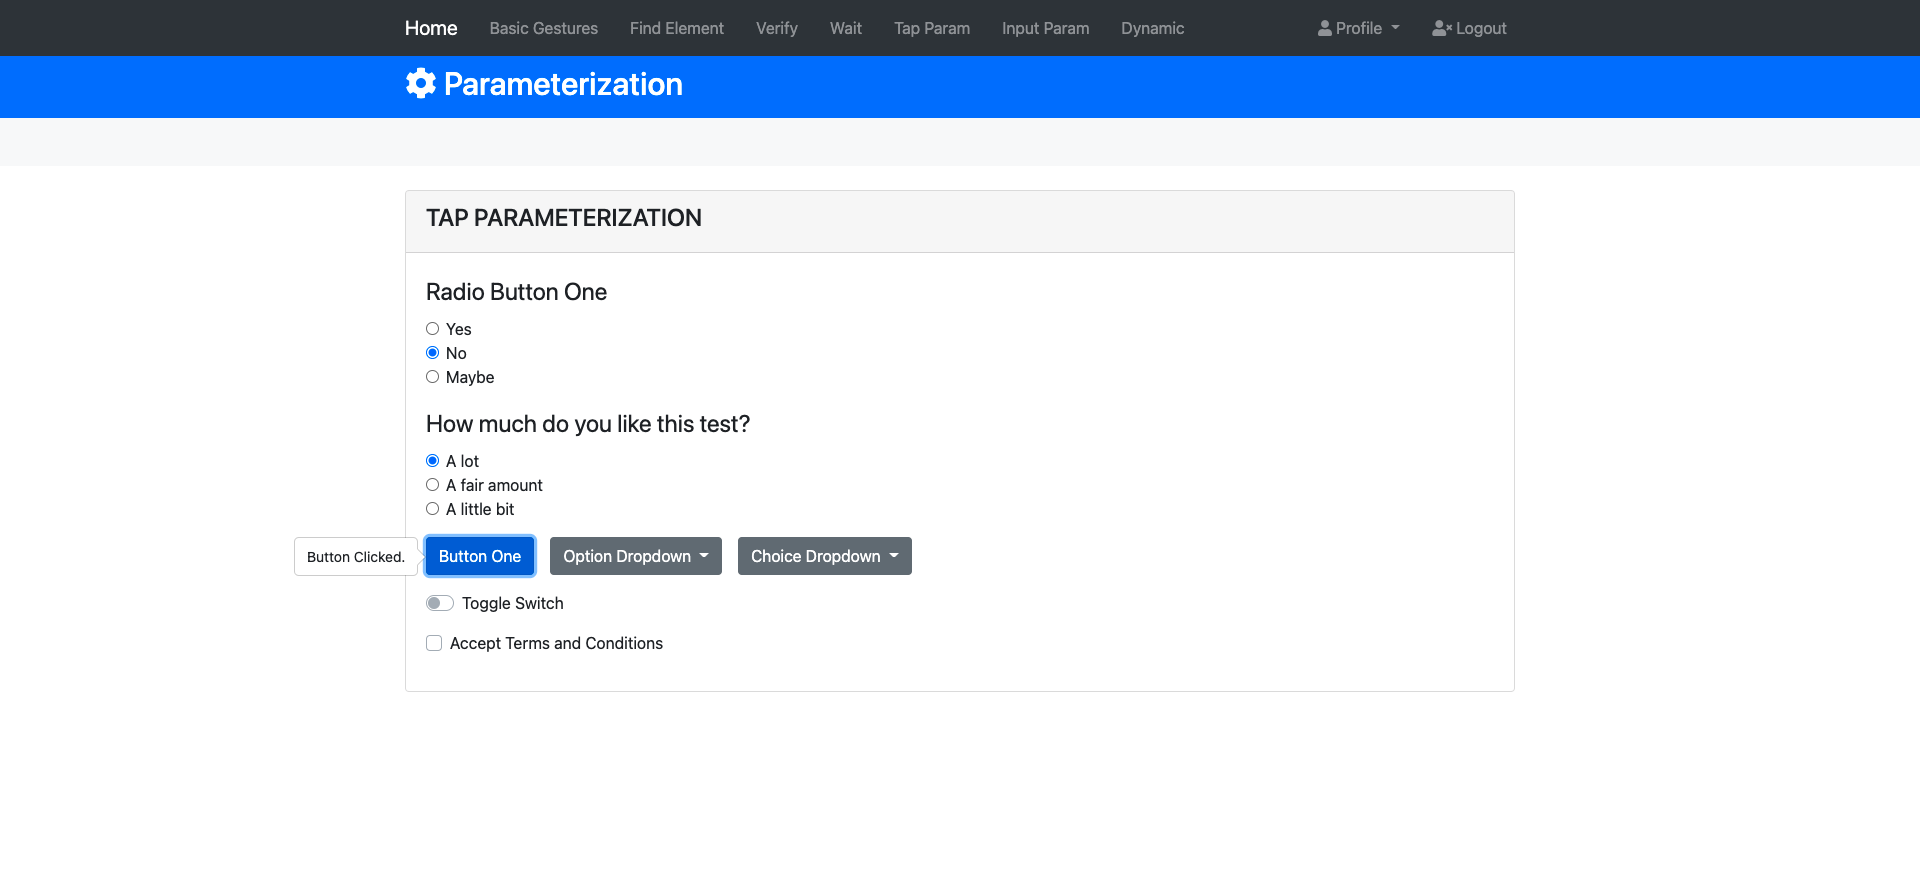 Home Basic Gestures Find Element Verify Wait Tap Param Input Param Dynamic Profile Logout
Parameterization
TAP PARAMETERIZATION
Radio Button One
Yes
No
Maybe
How much do you like this test?
A lot
A fair amount
A little bit
Button Clicked. Button One Option Dropdown Choice Dropdown
Toggle Switch
Accept Terms and Conditions